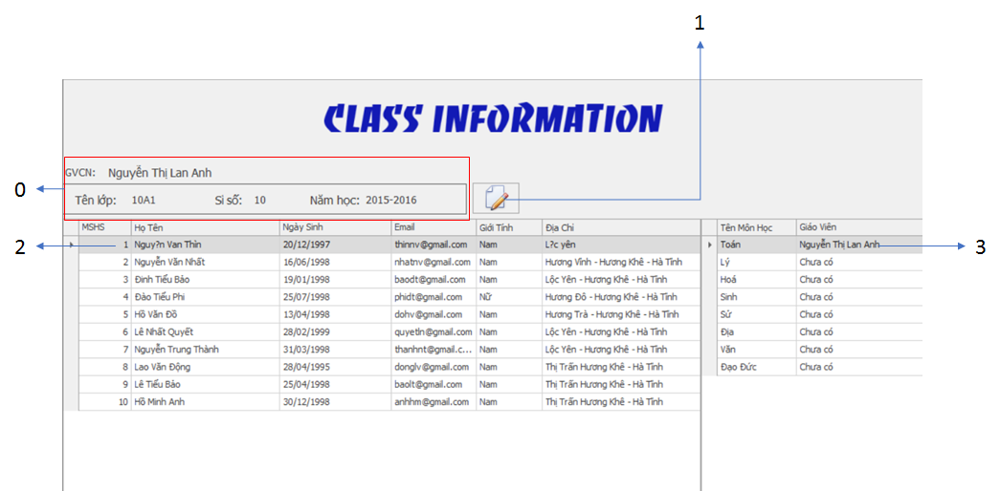 1
CLASS INFORMATION
GVCN: Nguyễn Thị Lan Anh
0
Tên lớp: 10A1 Sỉ số: 10 Năm học: 2015-2016
MSHS Họ Tên Ngày Sinh Email Giới Tính Địa Chỉ Tên Môn Học Giáo Viên
2 1 Nguy?n Van Thìn 20/12/1997 thinnv@gmail.com Nam L?c yên Toán Nguyễn Thị Lan Anh 3
2 Nguyễn Văn Nhất 16/06/1998 nhatnv@gmail.com Nam Hương Vĩnh - Hương Khê - Hà Tĩnh Lý Chưa có
3 Đinh Tiểu Bảo 19/01/1998 baodt@gmail.com Nam Lộc Yên - Hương Khê - Hà Tĩnh Hoá Chưa có
4 Đào Tiểu Phi 25/07/1998 phidt@gmail.com Nữ Hương Đô - Hương Khê - Hà Tĩnh Sinh Chưa có
5 Hồ Văn Đồ 13/04/1998 dohv@gmail.com Nam Hương Trà - Hương Khê - Hà Tĩnh Sử Chưa có
6 Lê Nhất Quyết 28/02/1999 quyetln@gmail.com Nam Lộc Yên - Hương Khê - Hà Tĩnh Địa Chưa có
7 Nguyễn Trung Thành 31/03/1998 thanhnt@gmail.c... Nam Lộc Yên - Hương Khê - Hà Tĩnh Văn Chưa có
8 Lao Văn Động 28/04/1995 donglv@gmail.com Nam Thị Trấn Hương Khê - Hà Tĩnh Đạo Đức Chưa có
9 Lê Tiểu Bảo 25/04/1998 baolt@gmail.com Nam Thị Trấn Hương Khê - Hà Tĩnh
10 Hồ Minh Anh 30/12/1998 anhhm@gmail.com Nam Thị Trấn Hương Khê - Hà Tĩnh